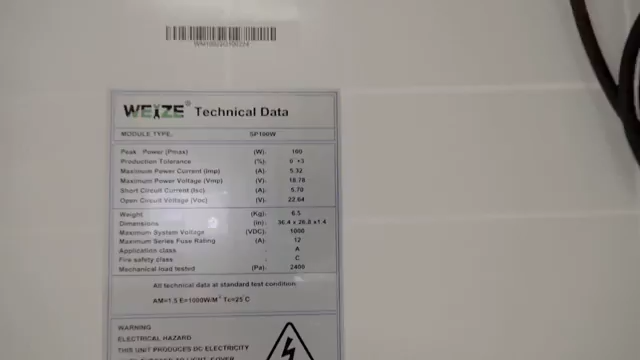 WEIZE® Technical Data
MODULE TYPE. SP100W
Peak Power (Pmax) (W): 100
Production Tolerance (%): 0~+3
Maximum Power Current (Imp) (A): 5.32
Maximum Power Voltage (Vmp) (V): 18.78
Short Circuit Current (Isc) (A): 5.70
Open Circuit Voltage (Voc) (V): 22.64
Weight (Kg): 6.5
Dimensions (in): 36.4 x 26.8 x1.4
Maximum System Voltage (VDC): 1000
Maximum Series Fuse Rating (A): 12
Application class A
Fire safety class C
Mechanical load tested (Pa): 2400
All technical data at standard test condition:
AM=1.5 E=1000W/M² Tc=25°C
WARNING
ELECTRICAL HAZARD
THIS UNIT PRODUCES DC ELECTRICITY